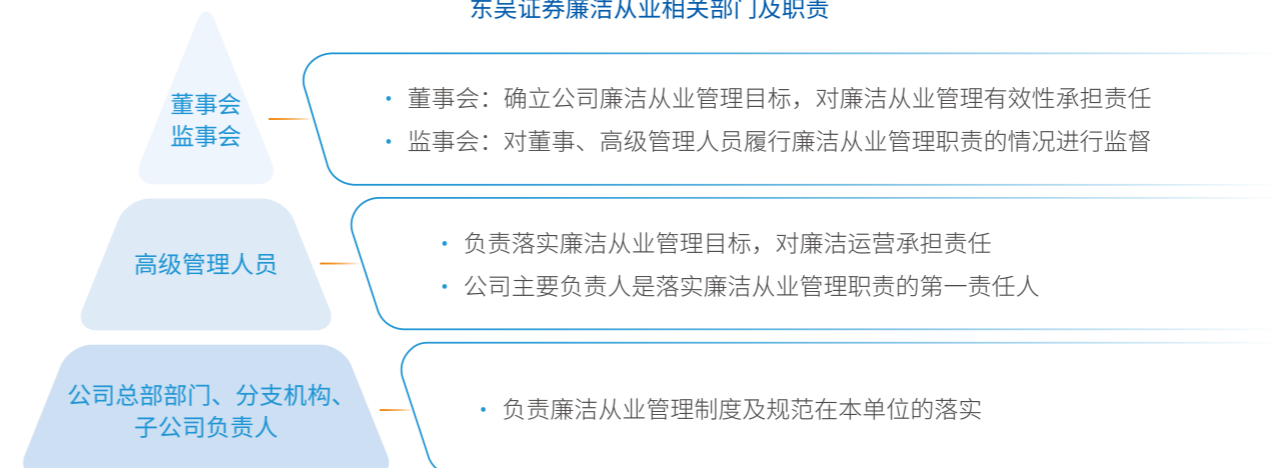 东吴证券廉洁从业相关部门及职责
董事会
监事会
• 董事会：确立公司廉洁从业管理目标，对廉洁从业管理有效性承担责任
• 监事会：对董事、高级管理人员履行廉洁从业管理职责的情况进行监督
高级管理人员
• 负责落实廉洁从业管理目标，对廉洁运营承担责任
• 公司主要负责人是落实廉洁从业管理职责的第一责任人
公司总部部门、分支机构、
子公司负责人
• 负责廉洁从业管理制度及规范在本单位的落实